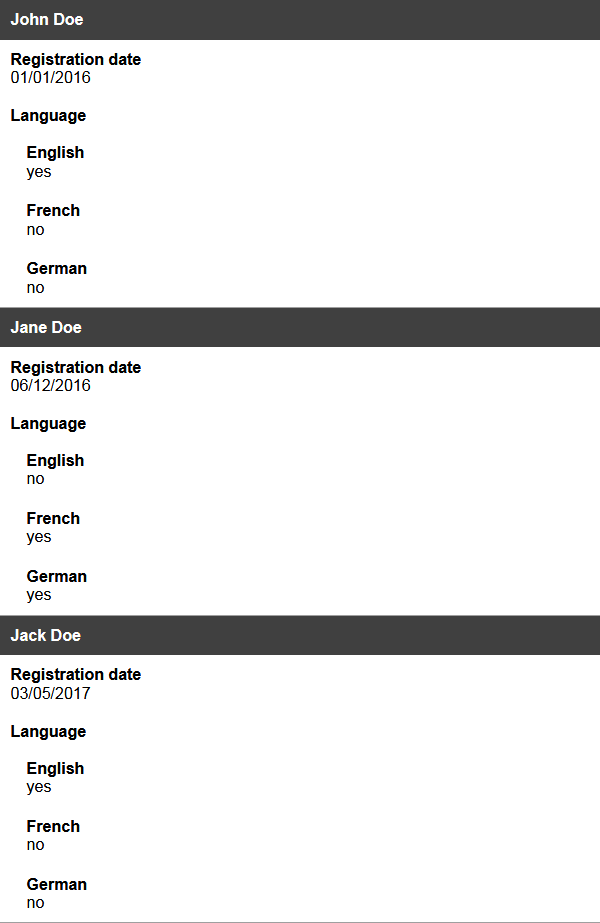 John Doe
Registration date
01/01/2016
Language
English
yes
French
no
German
no
Jane Doe
Registration date
06/12/2016
Language
English
no
French
yes
German
yes
Jack Doe
Registration date
03/05/2017
Language
English
yes
French
no
German
no